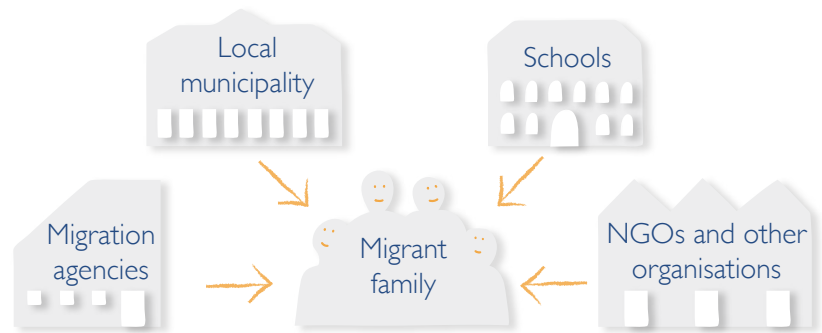 Local
municipality
Schools
Migration
agencies
Migrant
family
NGOs and other
organisations